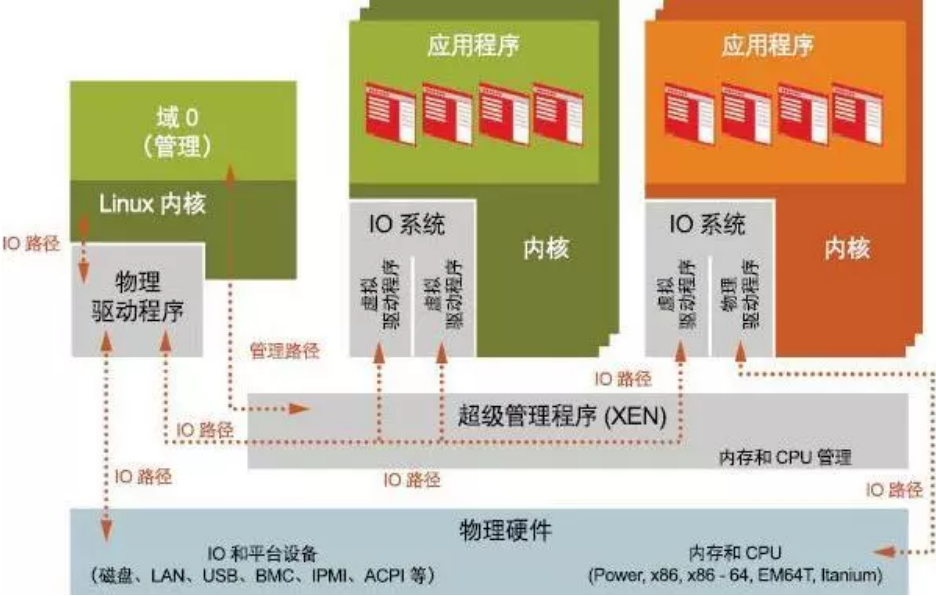 应用程序
应用程序
域 0
（管理）
Linux 内核
IO 路径
物理
驱动程序
IO 系统
内核
虚拟
驱动程序
虚拟
驱动程序
IO 系统
内核
虚拟
驱动程序
物理
驱动程序
管理路径
IO 路径
超级管理程序 (XEN)
IO 路径
内存和 CPU 管理
IO 路径
IO 路径
IO 路径
物理硬件
IO 和平台设备
（磁盘、LAN、USB、BMC、IPMI、ACPI 等）
内存和 CPU
(Power, x86, x86 - 64, EM64T, Itanium)